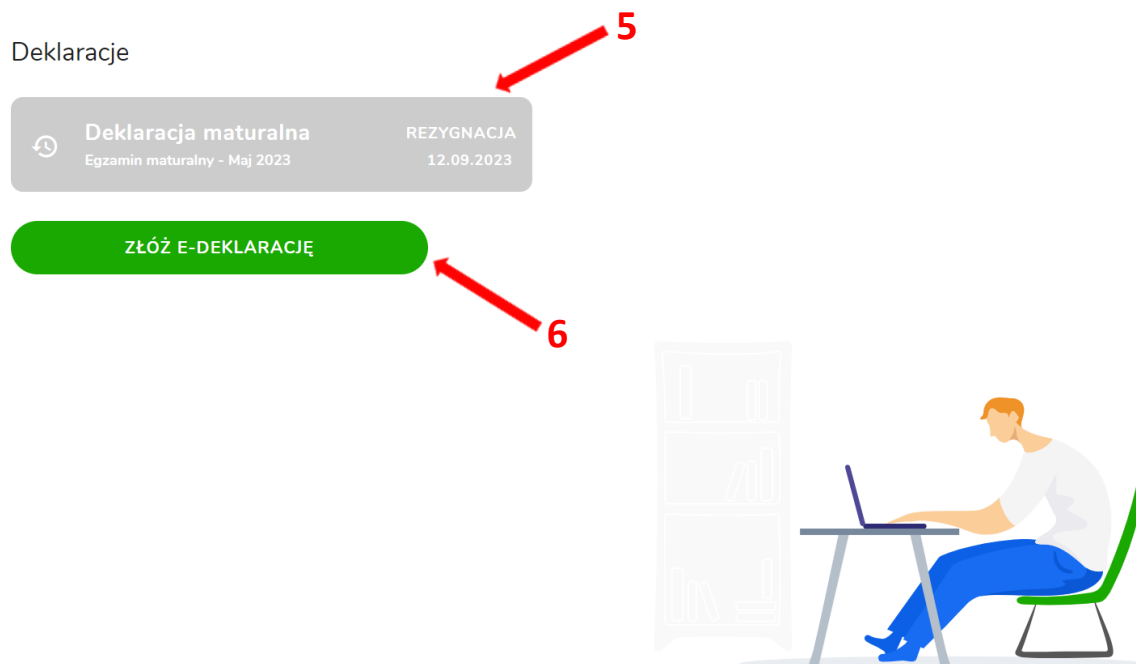 5
Deklaracje
Deklaracja maturalna
REZYGNACJA
Egzamin maturalny - Maj 2023
12.09.2023
ZŁÓŻ E-DEKLARACJĘ
6